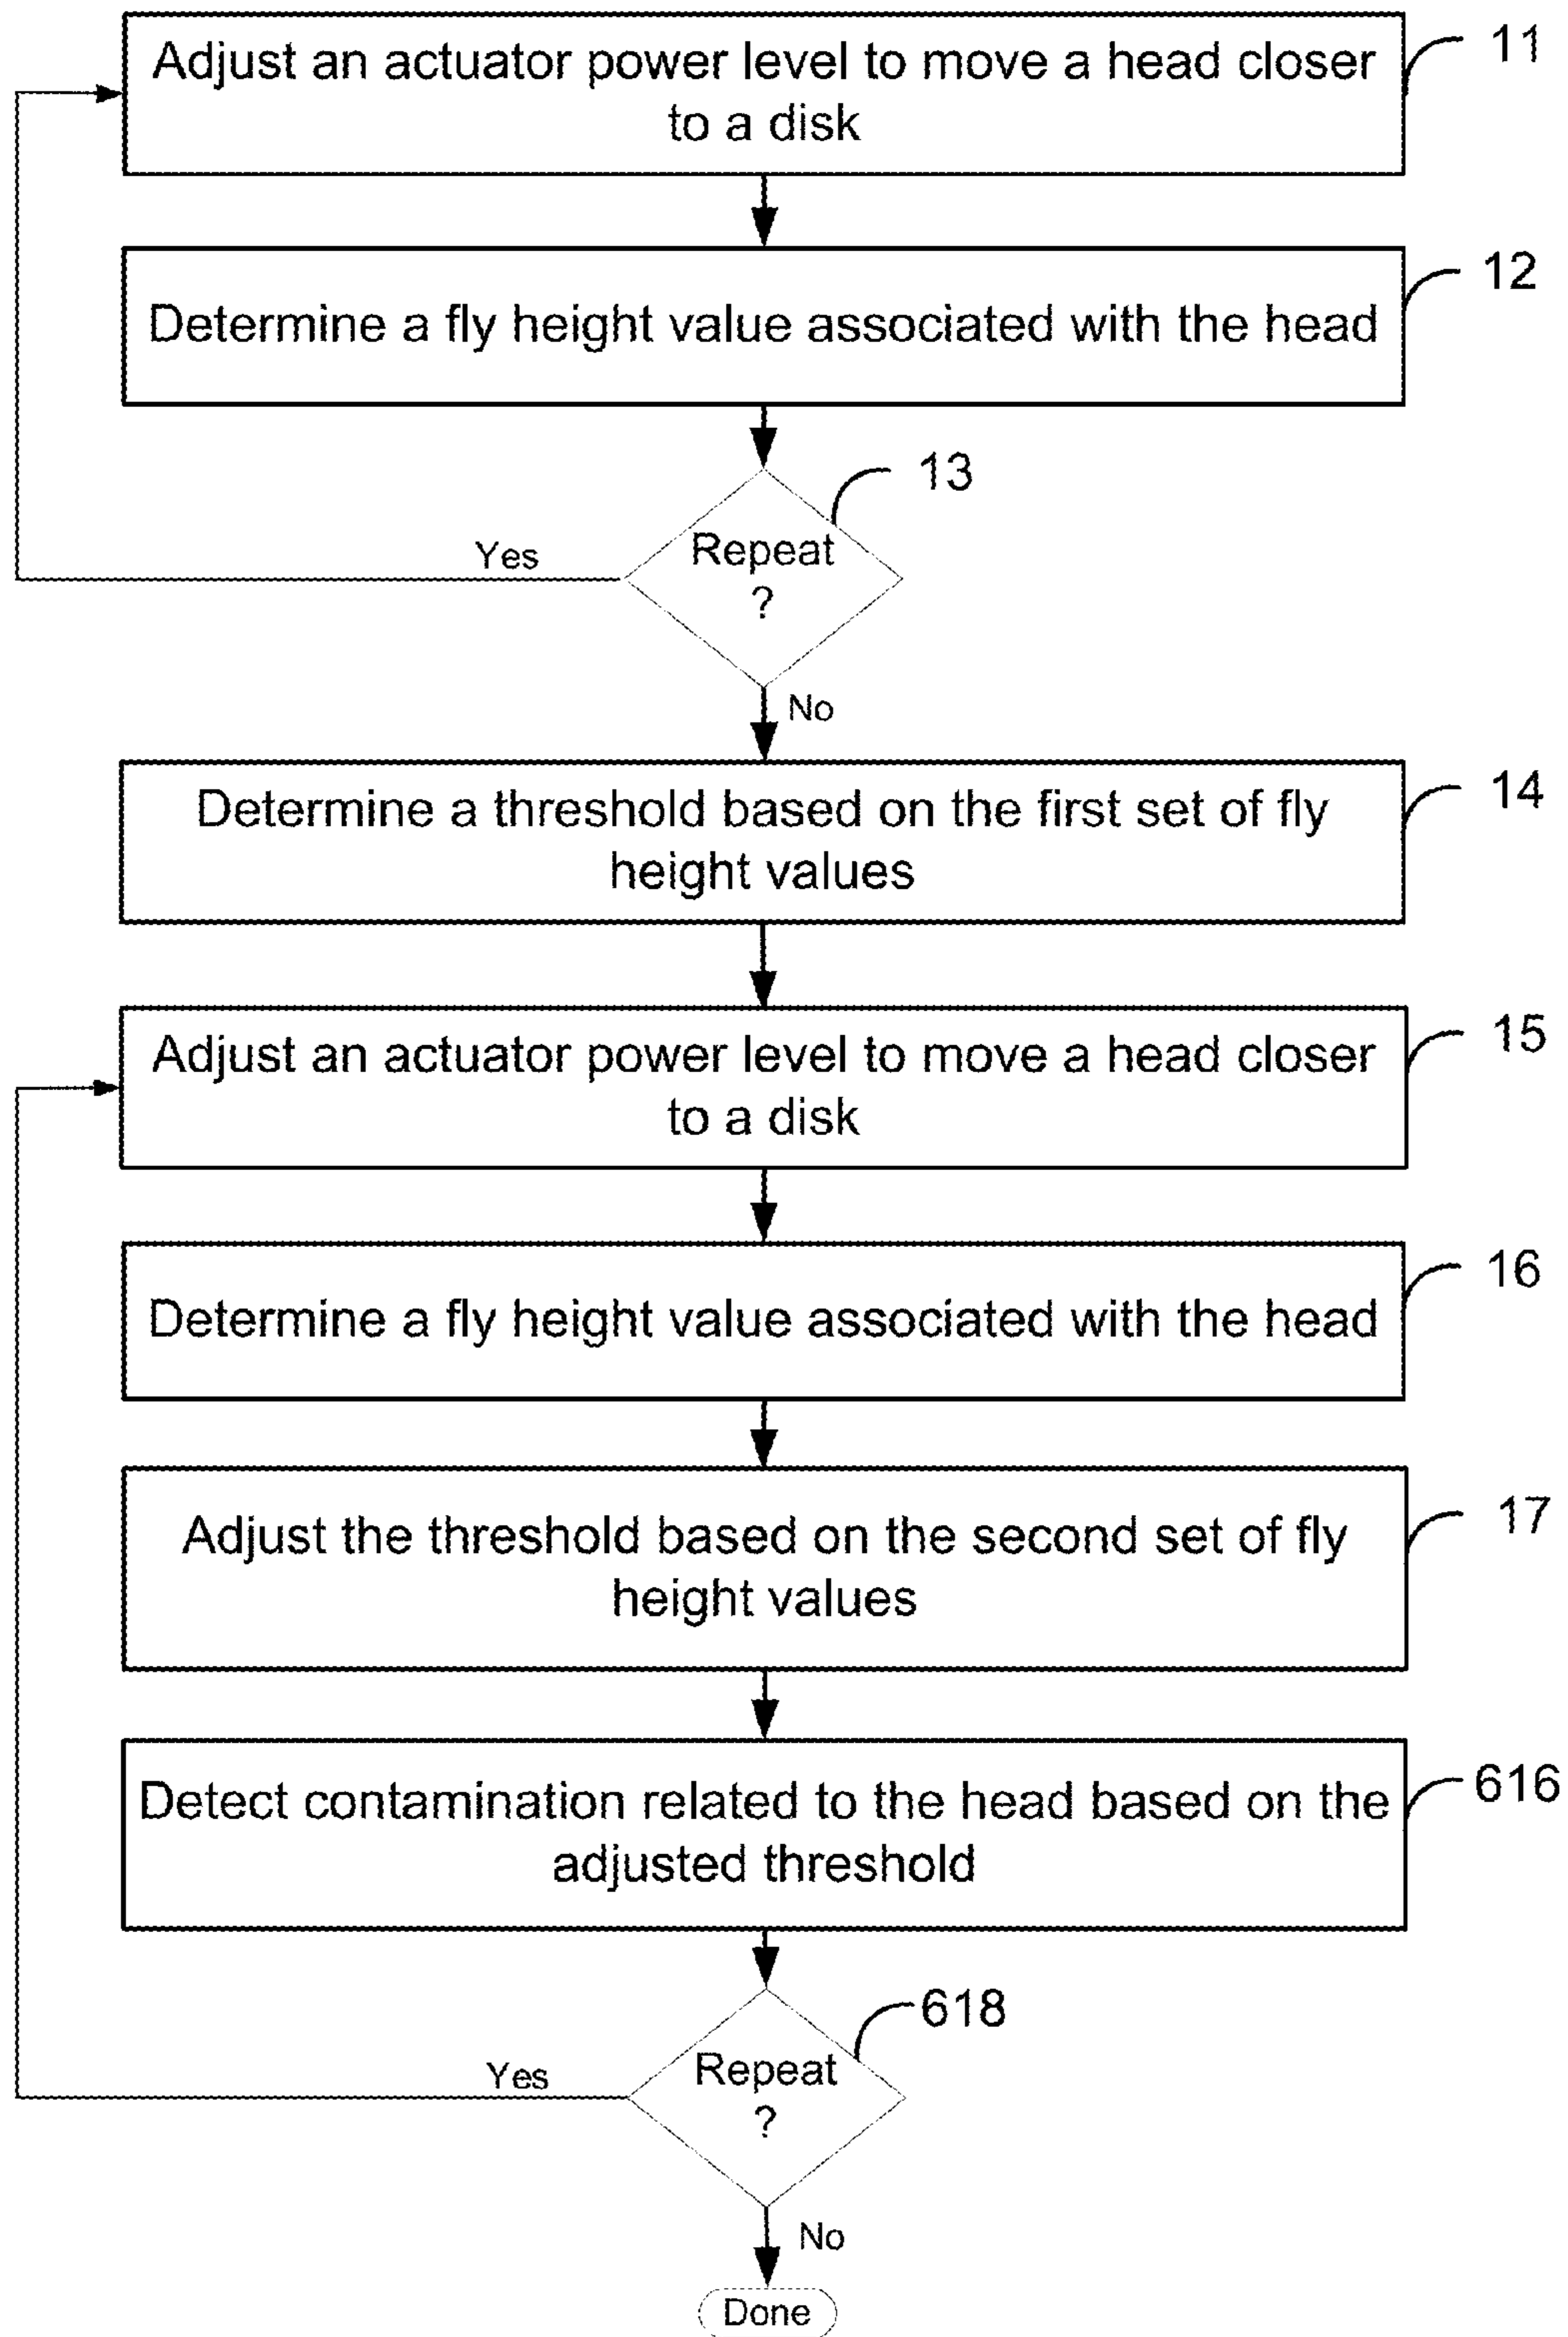 Adjust an actuator power level to move a head closer
to a disk
11
Determine a fly height value associated with the head
12
Repeat
?
13
Yes
No
Determine a threshold based on the first set of fly
height values
14
Adjust an actuator power level to move a head closer
to a disk
15
Determine a fly height value associated with the head
16
Adjust the threshold based on the second set of fly
height values
17
Detect contamination related to the head based on the
adjusted threshold
616
Repeat
?
618
Yes
No
Done